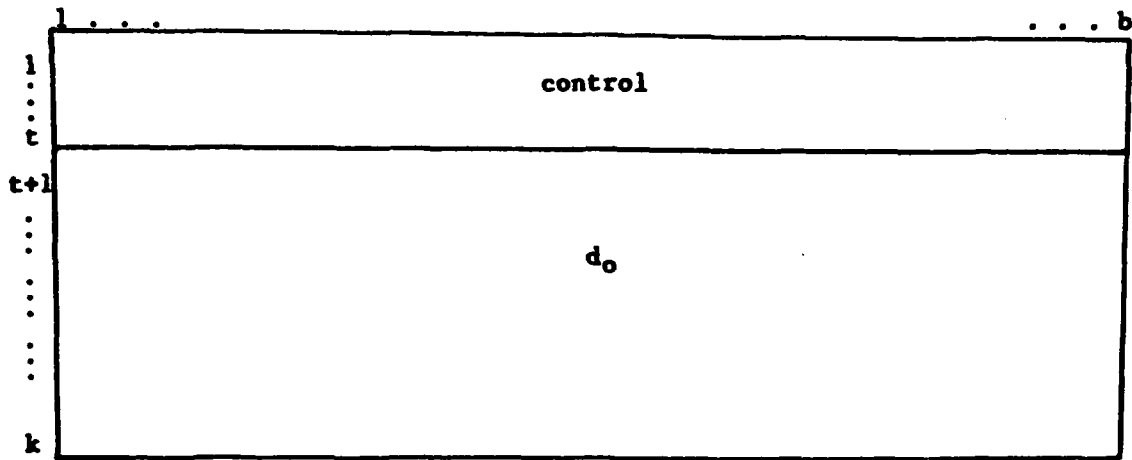 1 . . . . . . b
1
.
.
.
control
t
t+1
.
.
.
d₀
.
.
.
.
.
.
k